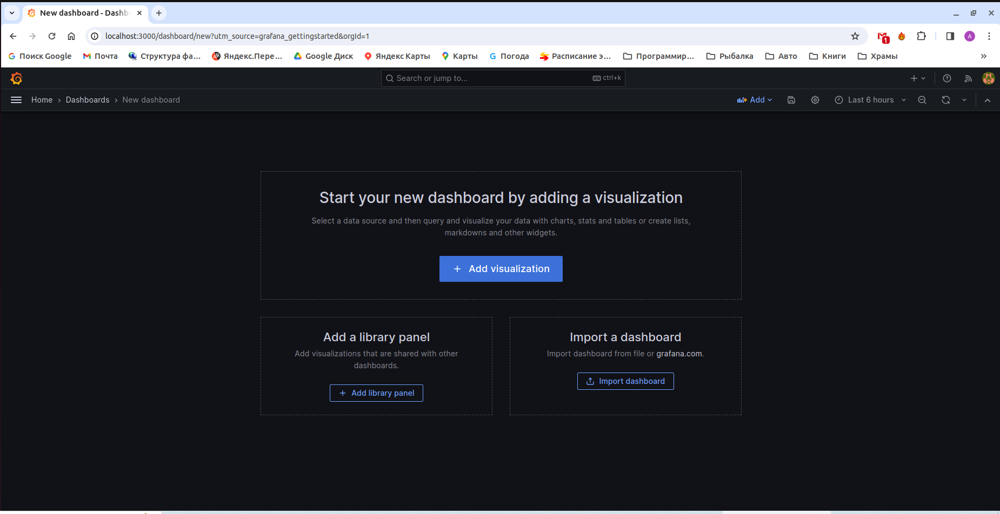 New dashboard - Dashb
localhost:3000/dashboard/new?utm_source=grafana_gettingstarted&orgId=1
1
A
Поиск Google Почта Структура фа... Яндекс.Пере... Google Диск Яндекс Карты Карты Погода Расписание э... Программир... Рыбалка Авто Книги Храмы
Search or jump to... ctrl+k
Home › Dashboards › New dashboard Add Last 6 hours
Start your new dashboard by adding a visualization
Select a data source and then query and visualize your data with charts, stats and tables or create lists,
markdowns and other widgets.
+ Add visualization
Add a library panel
Add visualizations that are shared with other
dashboards.
+ Add library panel
Import a dashboard
Import dashboard from file or grafana.com.
Import dashboard